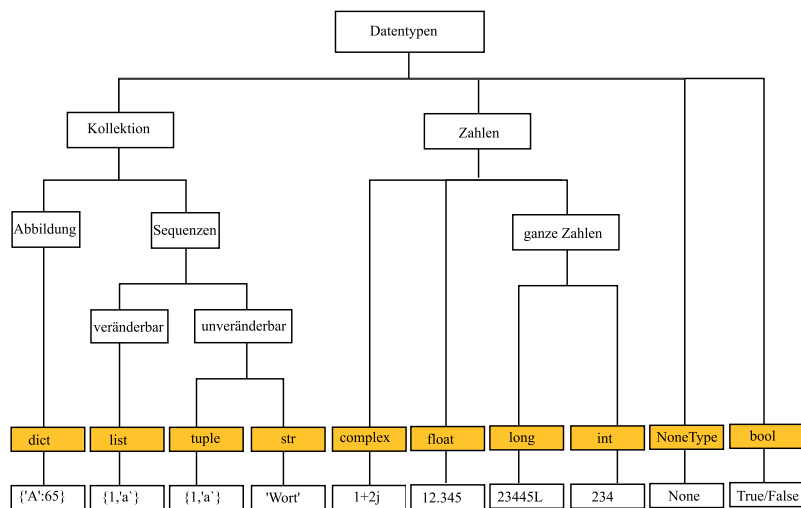 Datentypen
Kollektion
Zahlen
Abbildung
Sequenzen
ganze Zahlen
veränderbar
unveränderbar
dict
list
tuple
str
complex
float
long
int
NoneType
bool
{'A':65}
{1,'a`}
{1,'a`}
'Wort'
1+2j
12.345
23445L
234
None
True/False